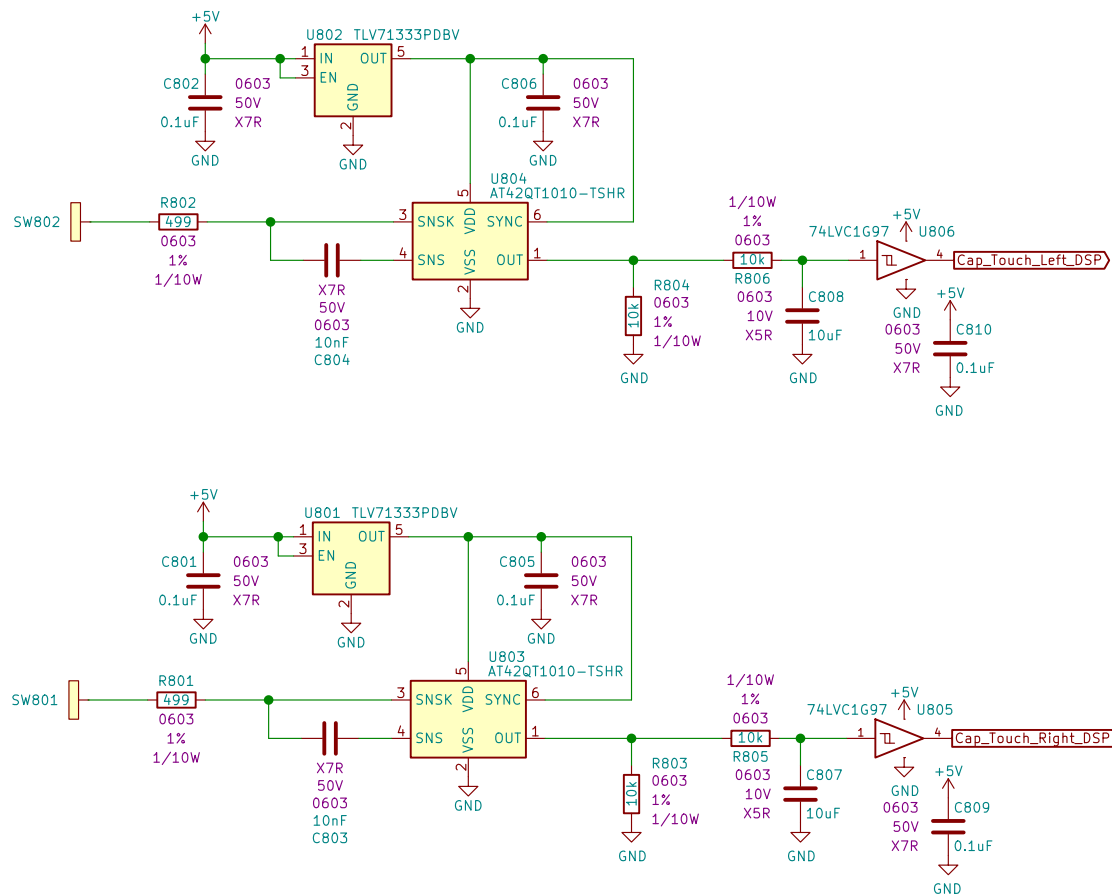 +5V
U802 TLV71333PDBV
1 IN OUT 5
3 EN
GND
2
GND
C802 0603
50V
0.1uF X7R
GND
C806 0603
50V
0.1uF X7R
GND
U804
AT42QT1010-TSHR
5
VDD
SW802
R802
499
0603
1%
1/10W
3 SNSK SYNC 6
4 SNS OUT 1
VSS
2
GND
X7R
50V
0603
10nF
C804
R804
10k
0603
1%
1/10W
GND
1/10W
1%
0603
10k
R806
0603
10V
X5R
C808
10uF
GND
74LVC1G97
+5V
U806
1
4
GND
Cap_Touch_Left_DSP
+5V
0603
50V
X7R
C810
0.1uF
GND
+5V
U801 TLV71333PDBV
1 IN OUT 5
3 EN
GND
2
GND
C801 0603
50V
0.1uF X7R
GND
C805 0603
50V
0.1uF X7R
GND
U803
AT42QT1010-TSHR
5
VDD
SW801
R801
499
0603
1%
1/10W
3 SNSK SYNC 6
4 SNS OUT 1
VSS
2
GND
X7R
50V
0603
10nF
C803
R803
10k
0603
1%
1/10W
GND
1/10W
1%
0603
10k
R805
0603
10V
X5R
C807
10uF
GND
74LVC1G97
+5V
U805
1
4
GND
Cap_Touch_Right_DSP
+5V
0603
50V
X7R
C809
0.1uF
GND